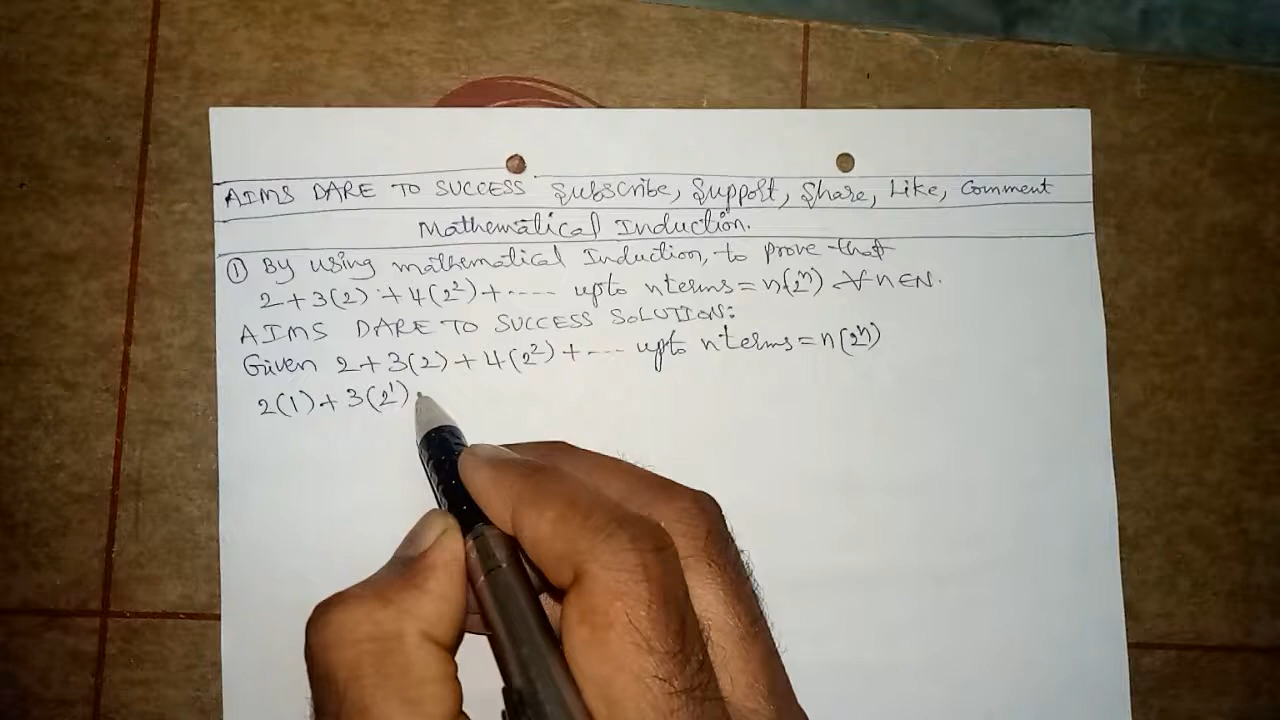 AIMS DARE TO SUCCESS Subscribe, Support, Share, Like, Comment
Mathematical Induction.
① By using mathematical Induction, to prove that
2+3(2)+4(2²)+..... upto n terms = n(2ⁿ) ∀ n∈N.
AIMS DARE TO SUCCESS SOLUTION:
Given 2+3(2)+4(2²)+.... upto n terms = n(2ⁿ)
2(1)+3(2¹)